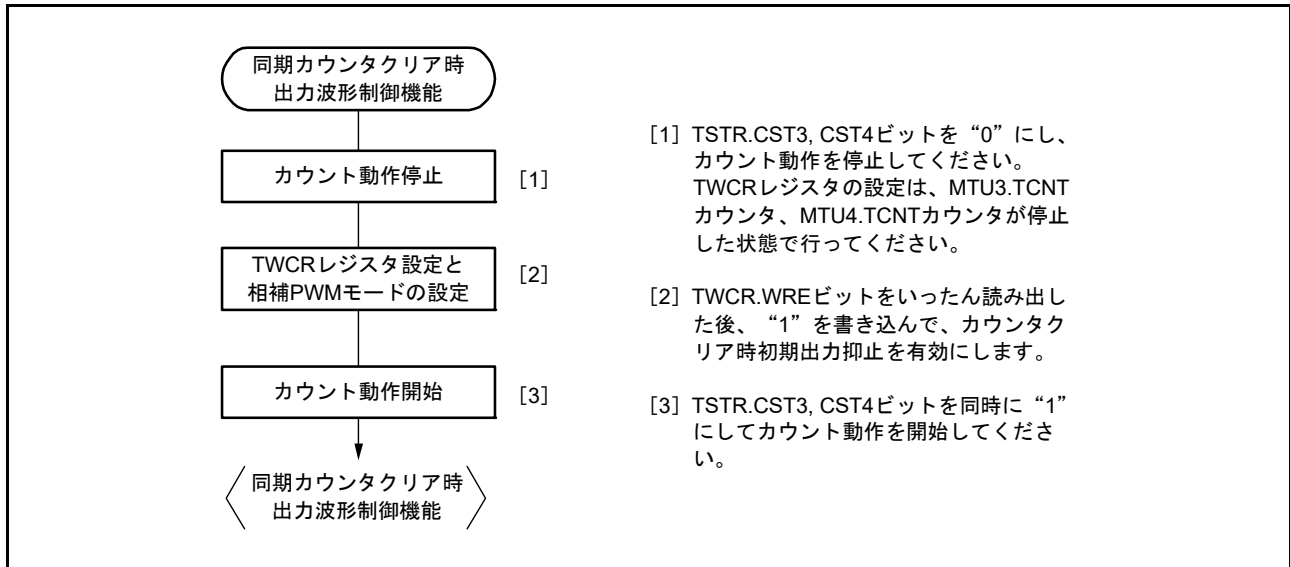 同期カウンタクリア時
出力波形制御機能
カウント動作停止
[1]
TWCRレジスタ設定と
相補PWMモードの設定
[2]
カウント動作開始
[3]
同期カウンタクリア時
出力波形制御機能
[1] TSTR.CST3, CST4ビットを“0”にし、
カウント動作を停止してください。
TWCRレジスタの設定は、MTU3.TCNT
カウンタ、MTU4.TCNTカウンタが停止
した状態で行ってください。
[2] TWCR.WREビットをいったん読み出し
た後、“1”を書き込んで、カウンタク
リア時初期出力抑止を有効にします。
[3] TSTR.CST3, CST4ビットを同時に“1”
にしてカウント動作を開始してくださ
い。